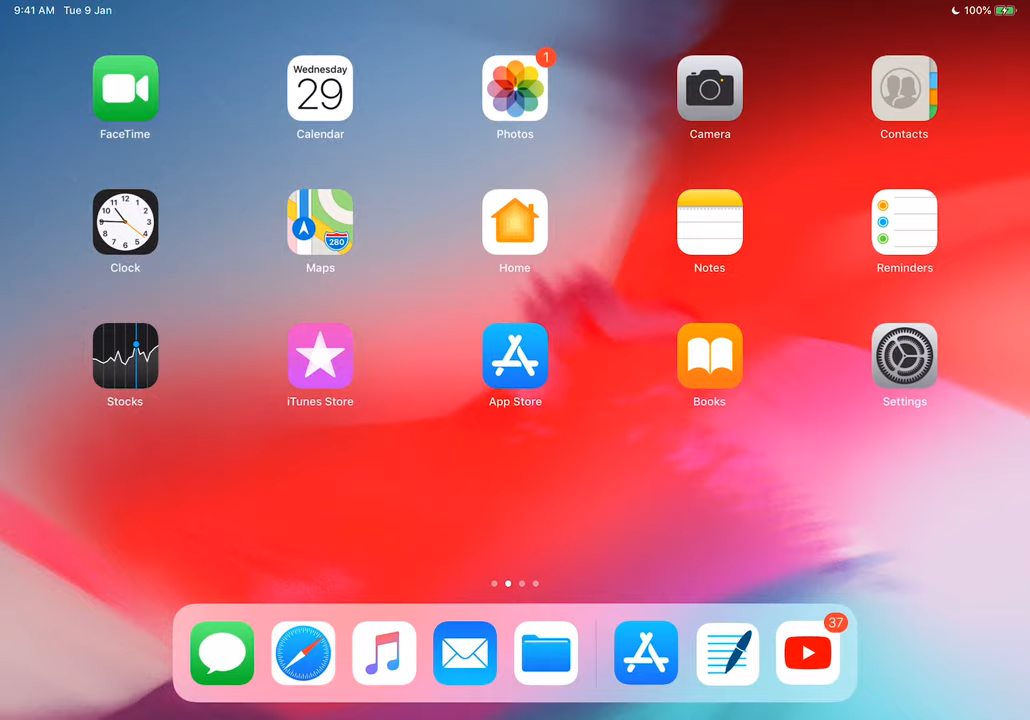 9:41 AM Tue 9 Jan
100%
FaceTime
Wednesday
29
Calendar
1
Photos
Camera
Contacts
12
1
2
3
4
5
6
7
8
9
10
11
Clock
280
Maps
Home
Notes
Reminders
Stocks
iTunes Store
App Store
Books
Settings
37